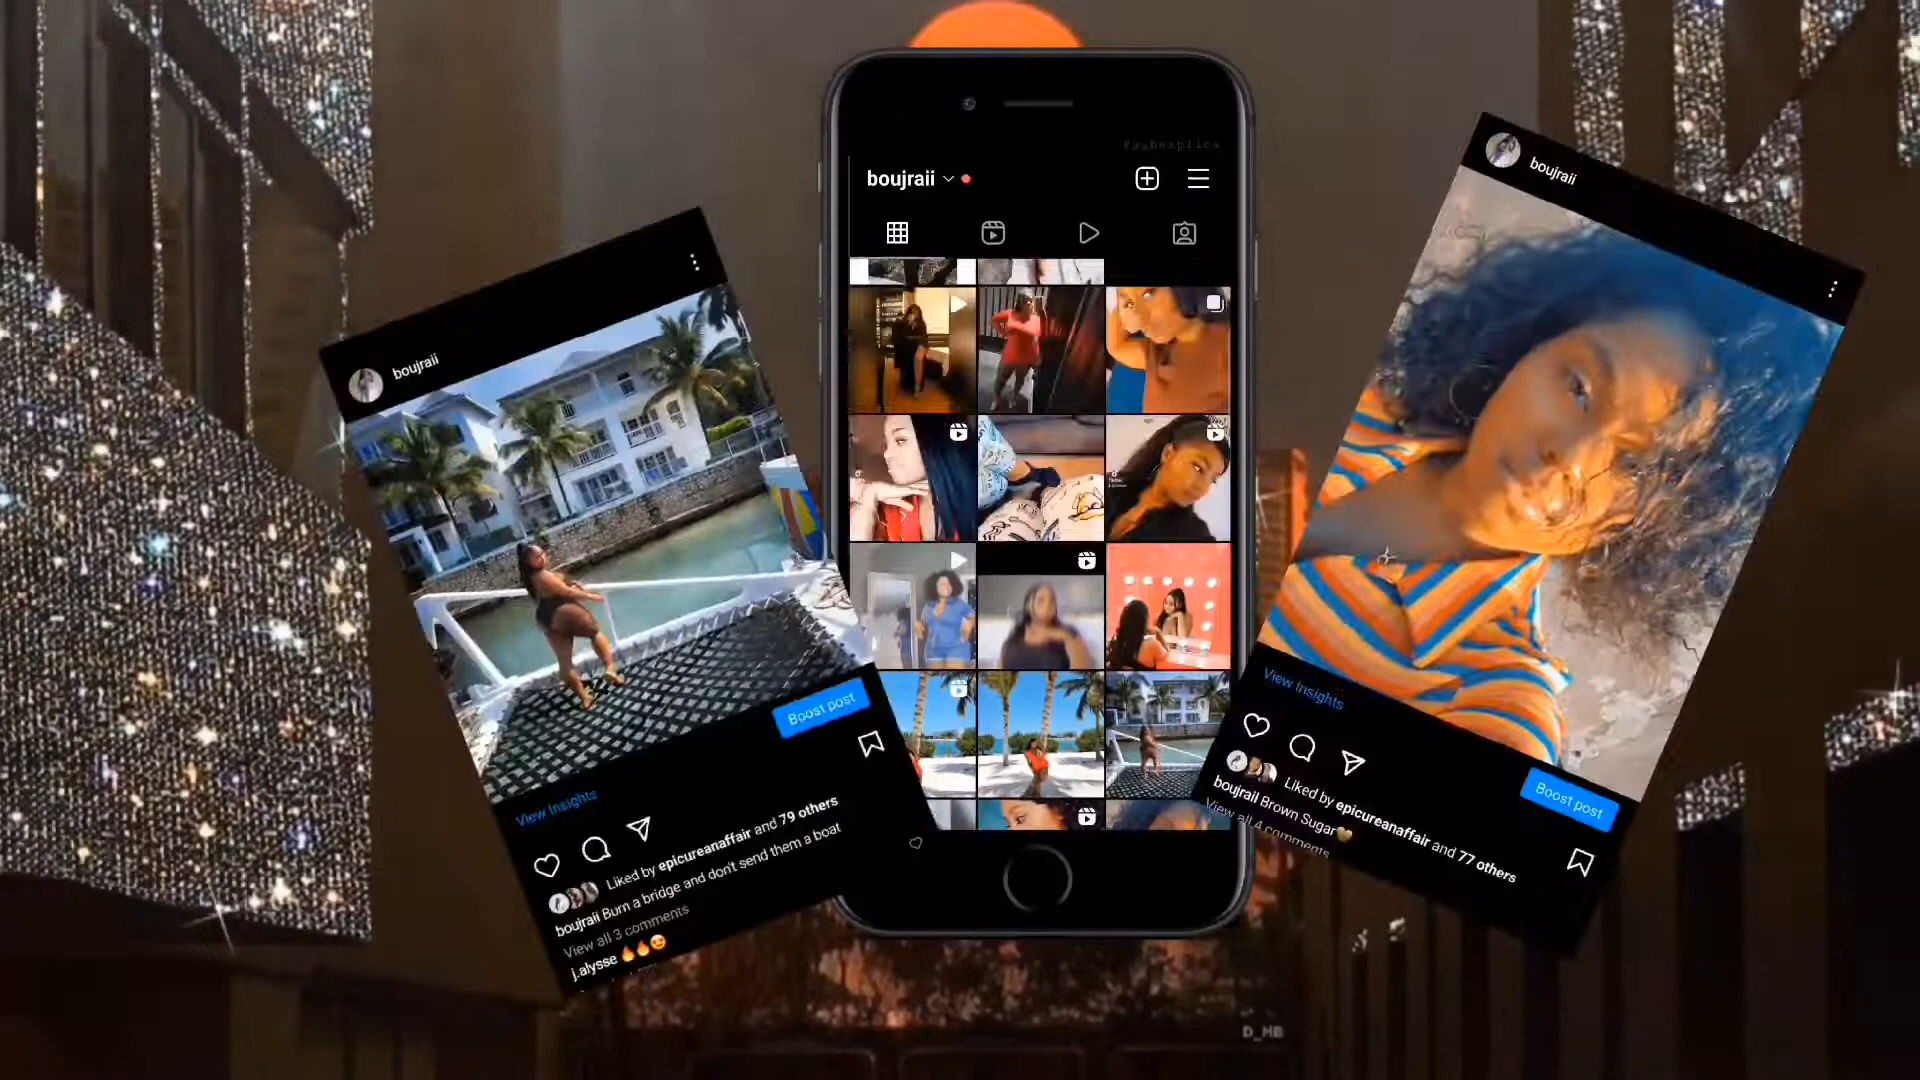 boujraii
boujraii
Boost post
View Insights
Liked by epicureanaffair and 79 others
boujraii Burn a bridge and don't send them a boat
View all 3 comments
j.alysse 🔥🔥😍
boujraii
View Insights
Boost post
Liked by epicureanaffair and 77 others
boujraii Brown Sugar🤎
View all 4 comments
D_MB